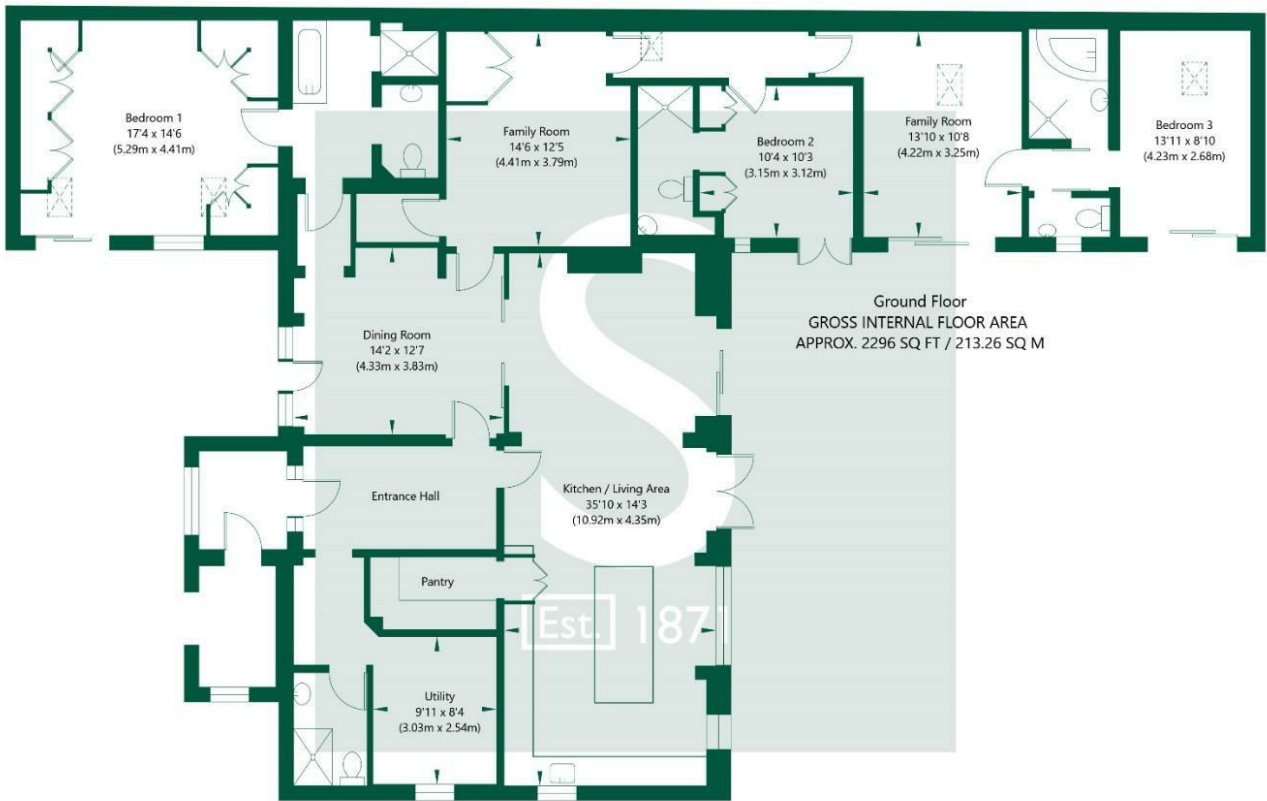 Bedroom 1
17'4 x 14'6
(5.29m x 4.41m)
Family Room
14'6 x 12'5
(4.41m x 3.79m)
Bedroom 2
10'4 x 10'3
(3.15m x 3.12m)
Family Room
13'10 x 10'8
(4.22m x 3.25m)
Bedroom 3
13'11 x 8'10
(4.23m x 2.68m)
Ground Floor
GROSS INTERNAL FLOOR AREA
APPROX. 2296 SQ FT / 213.26 SQ M
Dining Room
14'2 x 12'7
(4.33m x 3.83m)
S
Entrance Hall
Kitchen / Living Area
35'10 x 14'3
(10.92m x 4.35m)
Pantry
Est. 1871
Utility
9'11 x 8'4
(3.03m x 2.54m)